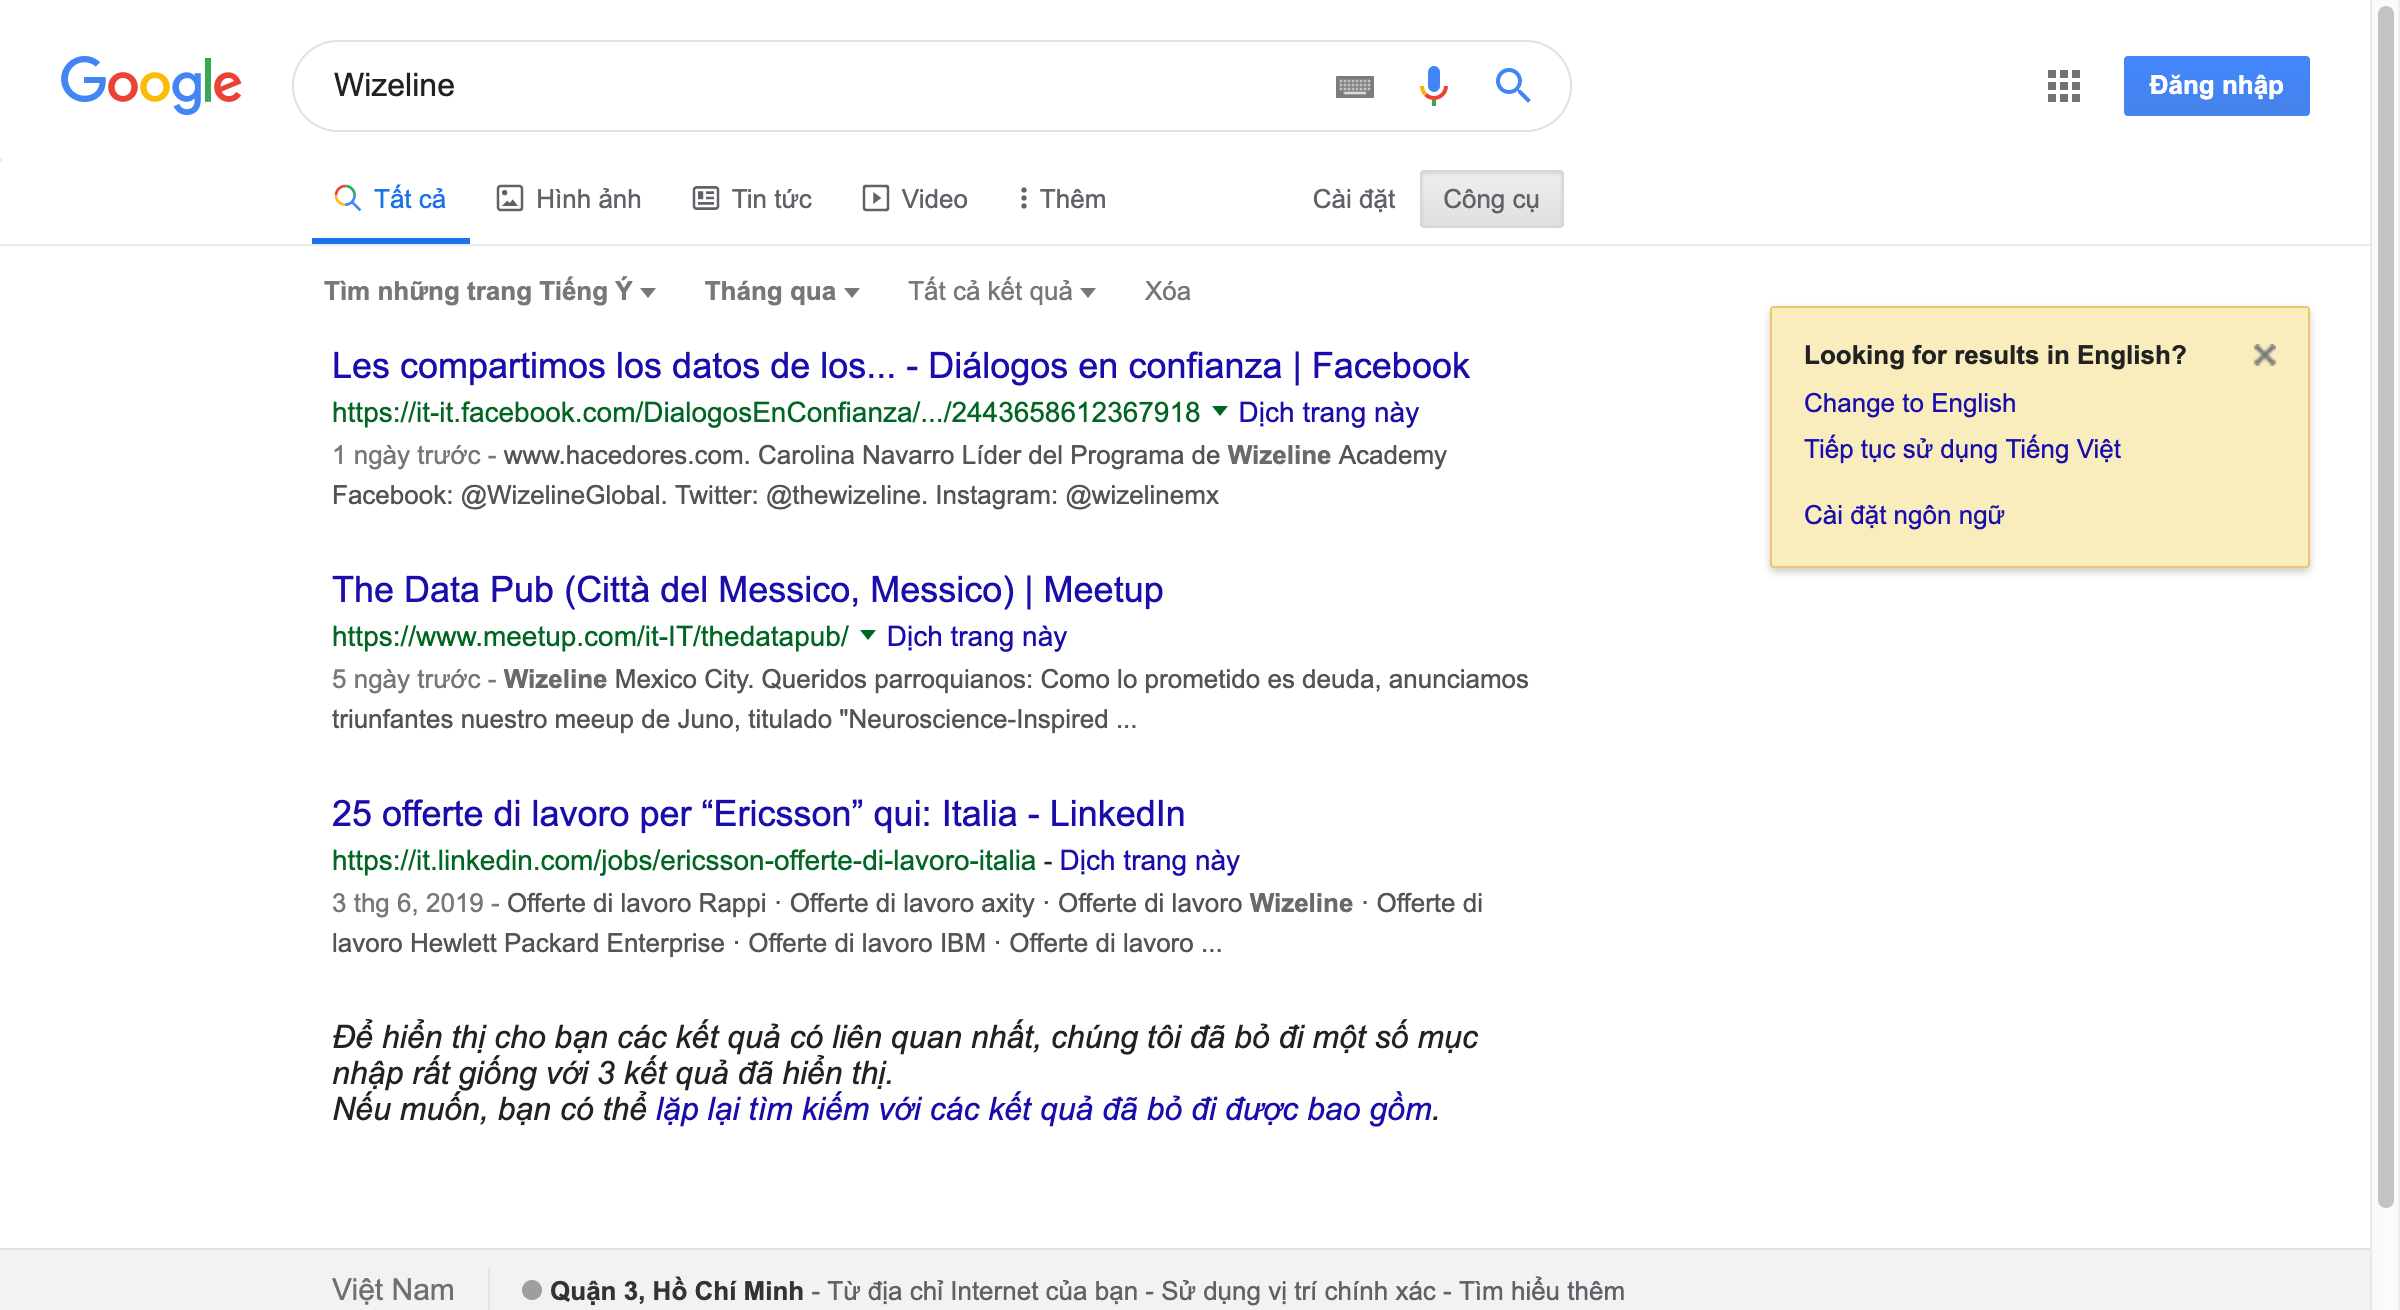 Google
Wizeline
Đăng nhập
Tất cả
Hình ảnh
Tin tức
Video
Thêm
Cài đặt
Công cụ
Tìm những trang Tiếng Ý
Tháng qua
Tất cả kết quả
Xóa
Les compartimos los datos de los... - Diálogos en confianza | Facebook
https://it-it.facebook.com/DialogosEnConfianza/.../2443658612367918 Dịch trang này
1 ngày trước - www.hacedores.com. Carolina Navarro Líder del Programa de Wizeline Academy
Facebook: @WizelineGlobal. Twitter: @thewizeline. Instagram: @wizelinemx
The Data Pub (Città del Messico, Messico) | Meetup
https://www.meetup.com/it-IT/thedatapub/ Dịch trang này
5 ngày trước - Wizeline Mexico City. Queridos parroquianos: Como lo prometido es deuda, anunciamos
triunfantes nuestro meeup de Juno, titulado "Neuroscience-Inspired ...
25 offerte di lavoro per “Ericsson” qui: Italia - LinkedIn
https://it.linkedin.com/jobs/ericsson-offerte-di-lavoro-italia - Dịch trang này
3 thg 6, 2019 - Offerte di lavoro Rappi · Offerte di lavoro axity · Offerte di lavoro Wizeline · Offerte di
lavoro Hewlett Packard Enterprise · Offerte di lavoro IBM · Offerte di lavoro ...
Để hiển thị cho bạn các kết quả có liên quan nhất, chúng tôi đã bỏ đi một số mục
nhập rất giống với 3 kết quả đã hiển thị.
Nếu muốn, bạn có thể lặp lại tìm kiếm với các kết quả đã bỏ đi được bao gồm.
Looking for results in English?
Change to English
Tiếp tục sử dụng Tiếng Việt
Cài đặt ngôn ngữ
Việt Nam
Quận 3, Hồ Chí Minh - Từ địa chỉ Internet của bạn - Sử dụng vị trí chính xác - Tìm hiểu thêm